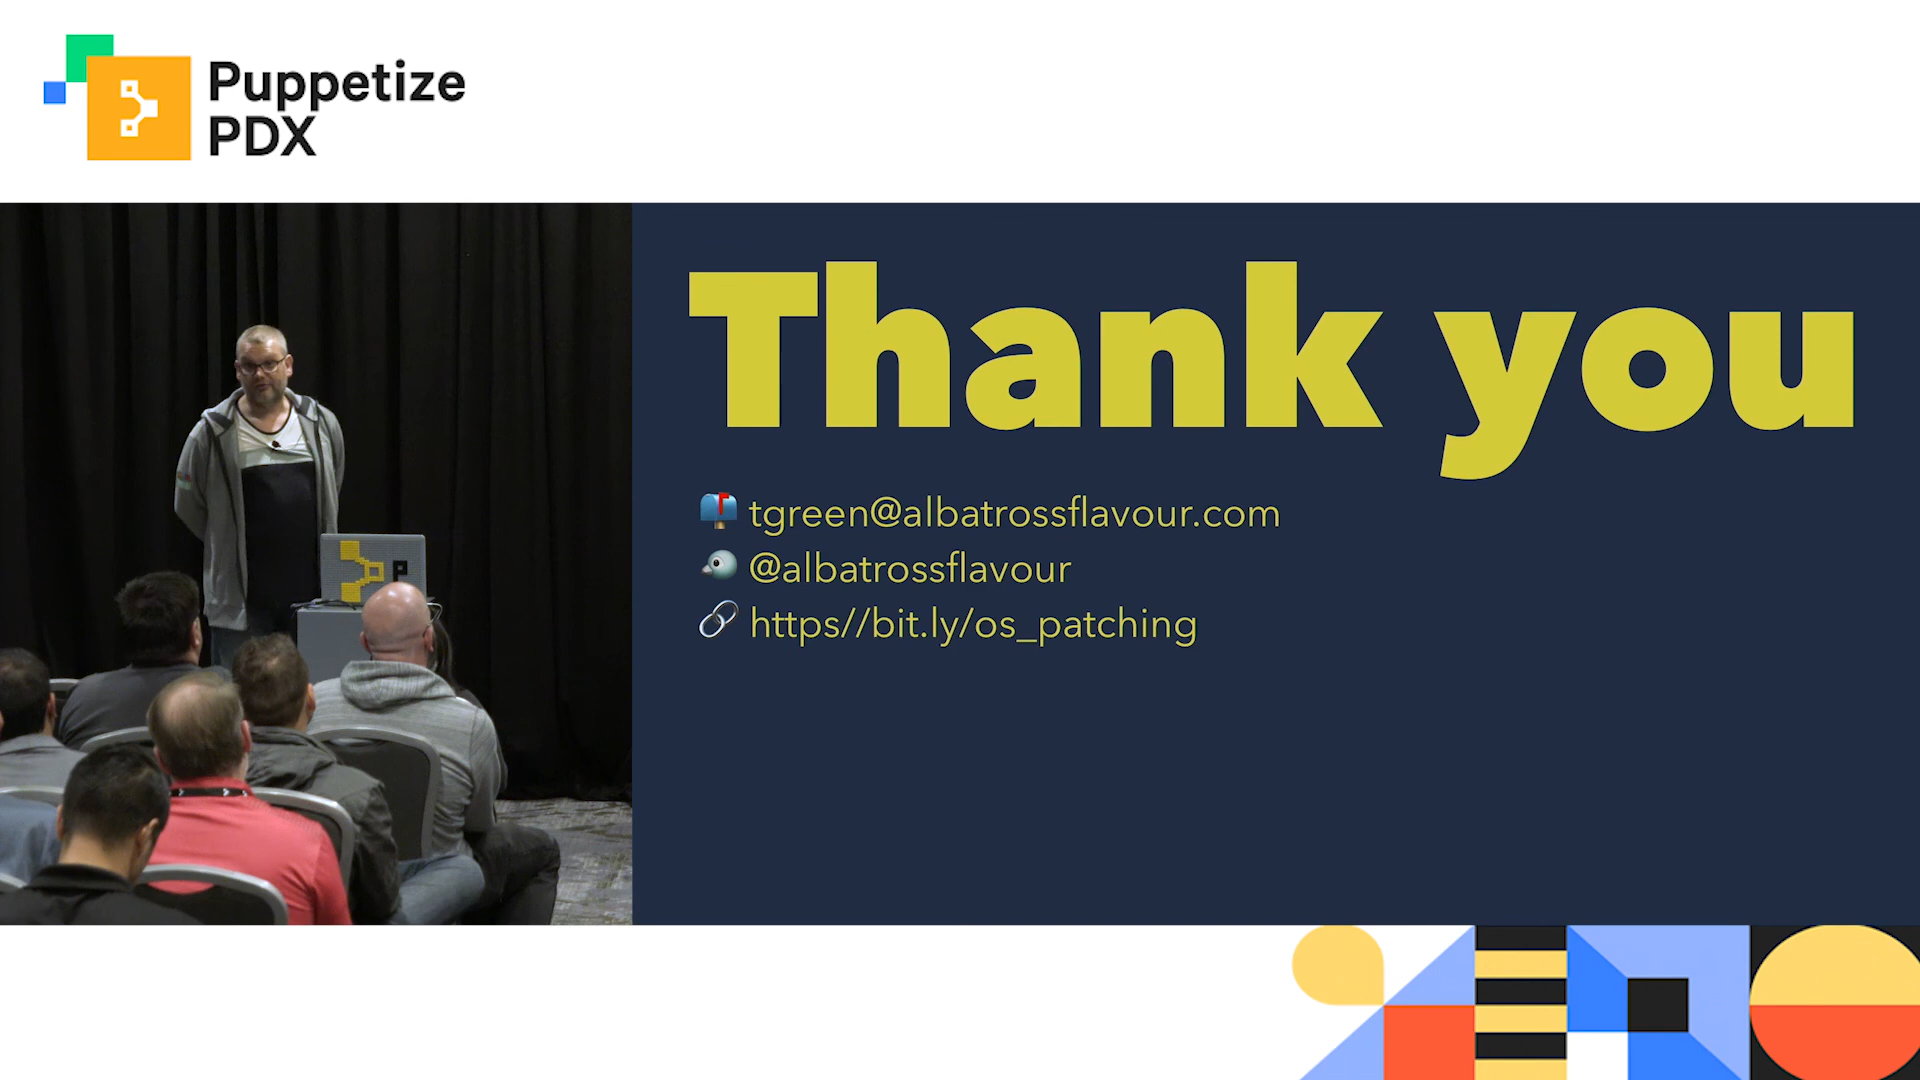 Puppetize
PDX
Thank you
tgreen@albatrossflavour.com
@albatrossflavour
https//bit.ly/os_patching
P